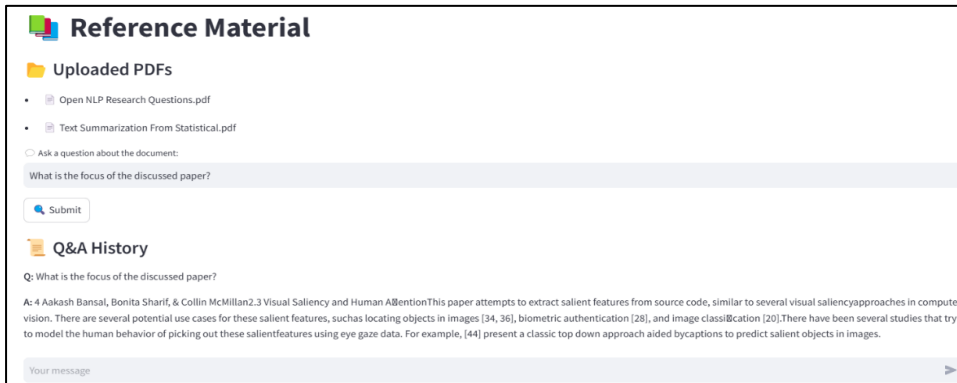 Reference Material
Uploaded PDFs
Open NLP Research Questions.pdf
Text Summarization From Statistical.pdf
Ask a question about the document:
What is the focus of the discussed paper?
Submit
Q&A History
Q: What is the focus of the discussed paper?
A: 4 Aakash Bansal, Bonita Sharif, & Collin McMillan2.3 Visual Saliency and Human A☒entionThis paper attempts to extract salient features from source code, similar to several visual saliencyapproaches in compute
vision. There are several potential use cases for these salient features, suchas locating objects in images [34, 36], biometric authentication [28], and image classi☒cation [20].There have been several studies that try
to model the human behavior of picking out these salientfeatures using eye gaze data. For example, [44] present a classic top down approach aided bycaptions to predict salient objects in images.
Your message